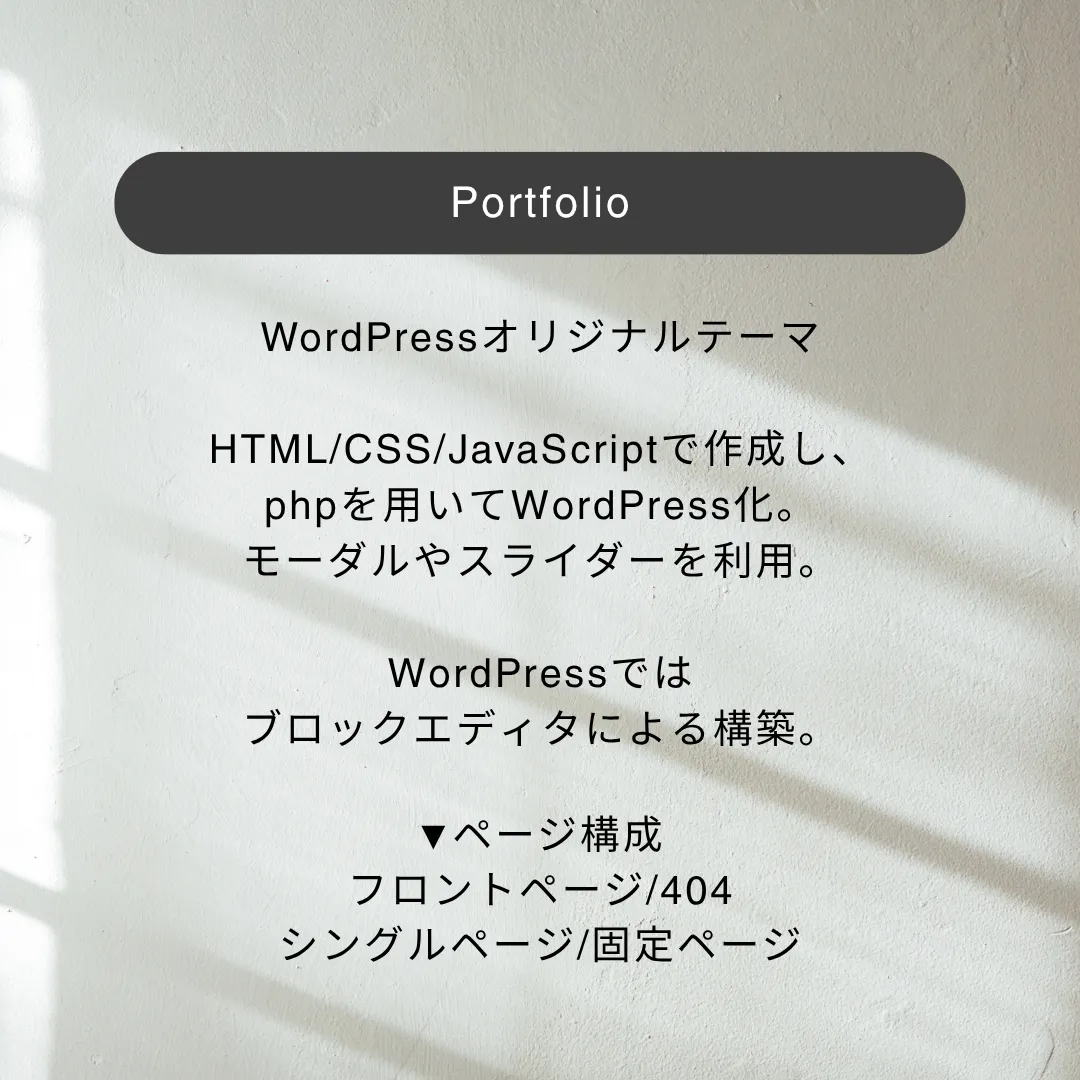 Portfolio
WordPressオリジナルテーマ
HTML/CSS/JavaScriptで作成し、
phpを用いてWordPress化。
モーダルやスライダーを利用。
WordPressでは
ブロックエディタによる構築。
▼ページ構成
フロントページ/404
シングルページ/固定ページ